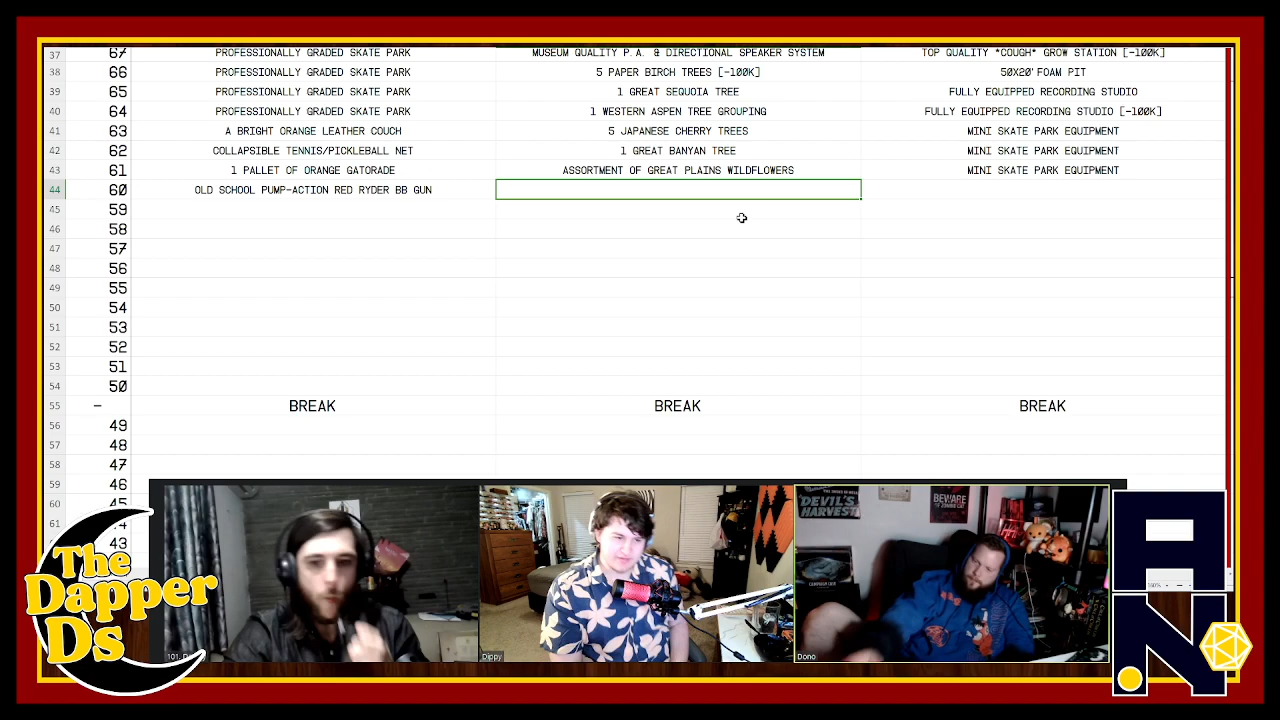 37 67 PROFESSIONALLY GRADED SKATE PARK MUSEUM QUALITY P.A. & DIRECTIONAL SPEAKER SYSTEM TOP QUALITY *COUGH* GROW STATION [-100K]
38 66 PROFESSIONALLY GRADED SKATE PARK 5 PAPER BIRCH TREES [-100K] 50X20' FOAM PIT
39 65 PROFESSIONALLY GRADED SKATE PARK 1 GREAT SEQUOIA TREE FULLY EQUIPPED RECORDING STUDIO
40 64 PROFESSIONALLY GRADED SKATE PARK 1 WESTERN ASPEN TREE GROUPING FULLY EQUIPPED RECORDING STUDIO [-100K]
41 63 A BRIGHT ORANGE LEATHER COUCH 5 JAPANESE CHERRY TREES MINI SKATE PARK EQUIPMENT
42 62 COLLAPSIBLE TENNIS/PICKLEBALL NET 1 GREAT BANYAN TREE MINI SKATE PARK EQUIPMENT
43 61 1 PALLET OF ORANGE GATORADE ASSORTMENT OF GREAT PLAINS WILDFLOWERS MINI SKATE PARK EQUIPMENT
44 60 OLD SCHOOL PUMP-ACTION RED RYDER BB GUN
45 59
46 58
47 57
48 56
49 55
50 54
51 53
52 52
53 51
54 50
55 - BREAK BREAK BREAK
56 49
57 48
58 47
59 46
60 45
61 44
43
The
Dapper
Ds
DEVIL'S
HARVEST
BEWARE
Dippy
Dono
A
N